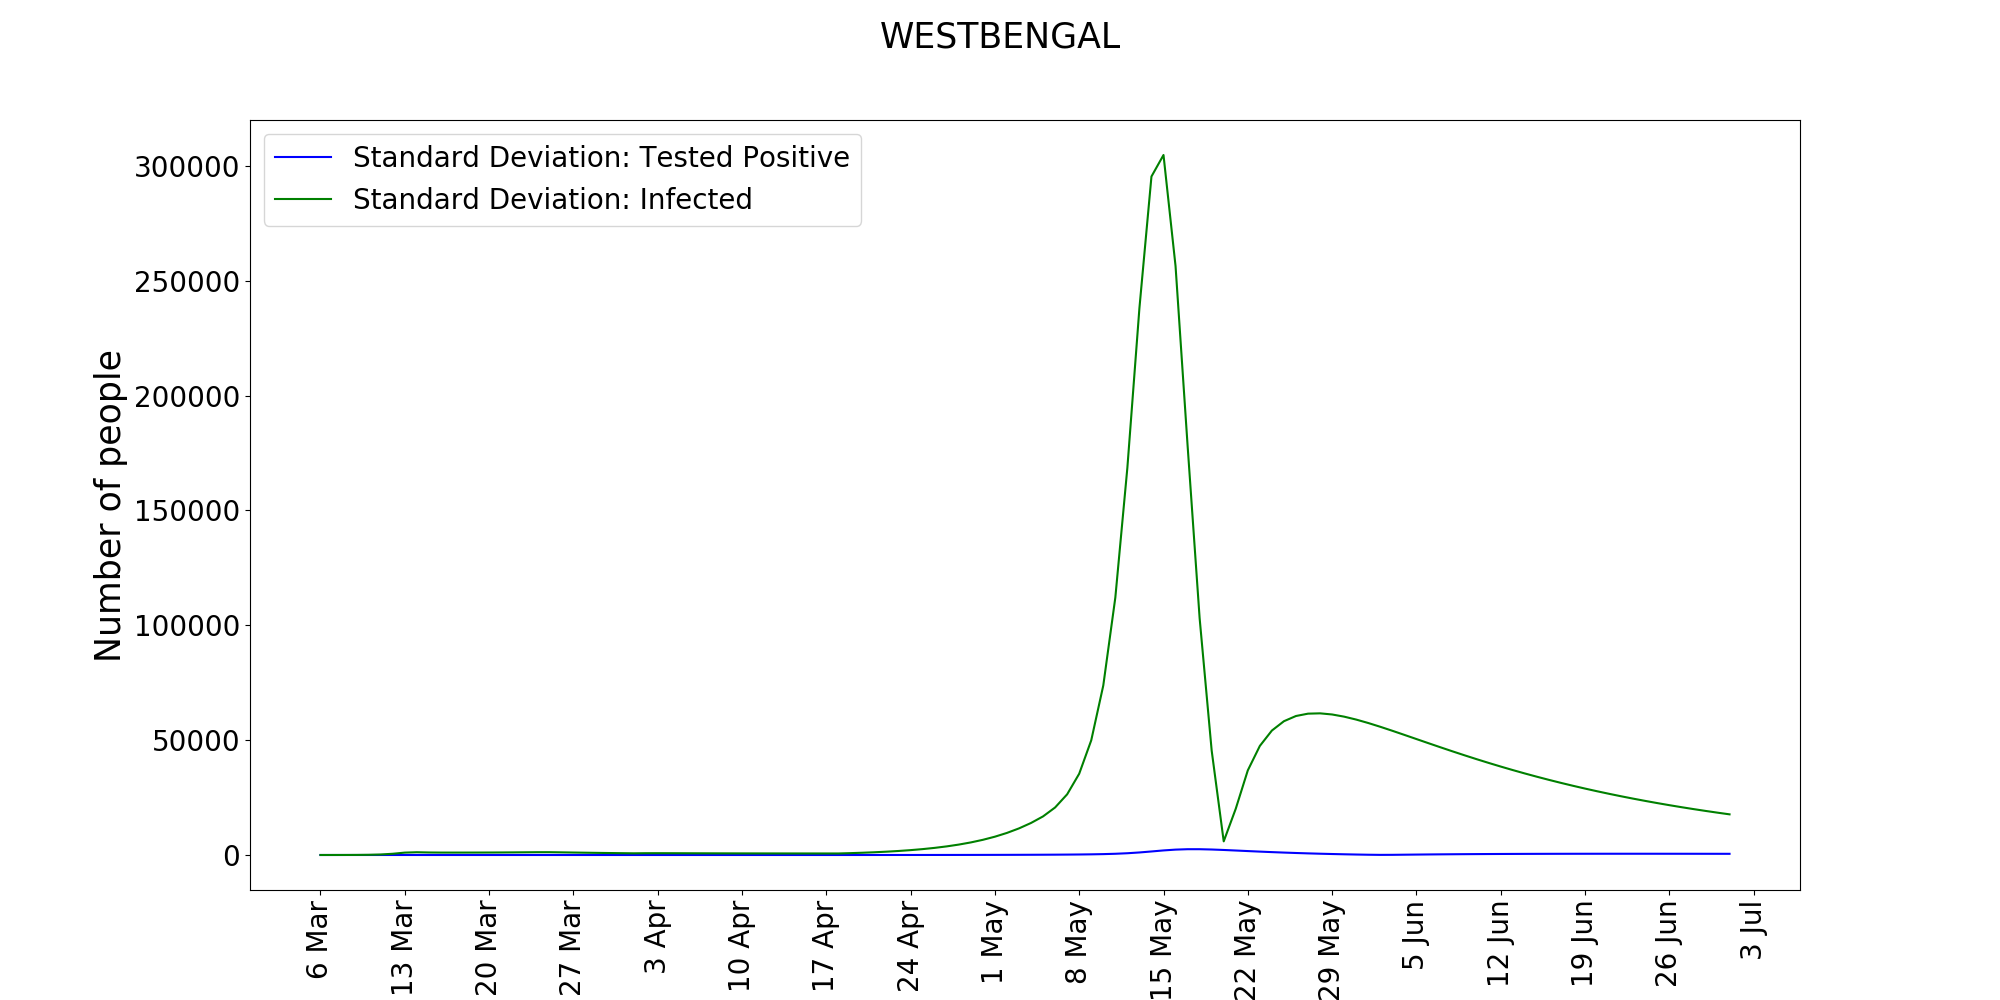 WESTBENGAL
Standard Deviation: Tested Positive
Standard Deviation: Infected
Number of people
300000
250000
200000
150000
100000
50000
0
6 Mar
13 Mar
20 Mar
27 Mar
3 Apr
10 Apr
17 Apr
24 Apr
1 May
8 May
15 May
22 May
29 May
5 Jun
12 Jun
19 Jun
26 Jun
3 Jul